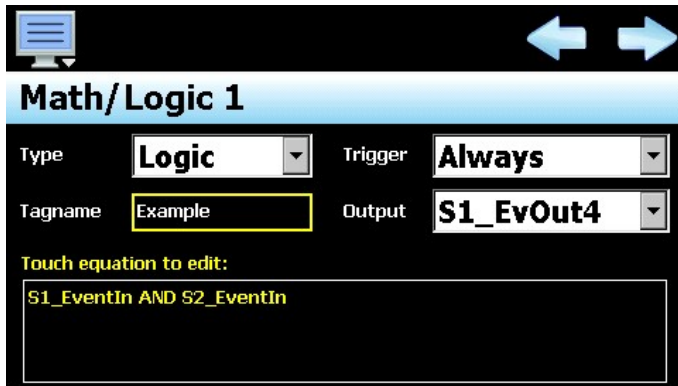 Math/Logic 1
Type Logic Trigger Always
Tagname Example Output S1_EvOut4
Touch equation to edit:
S1_EventIn AND S2_EventIn